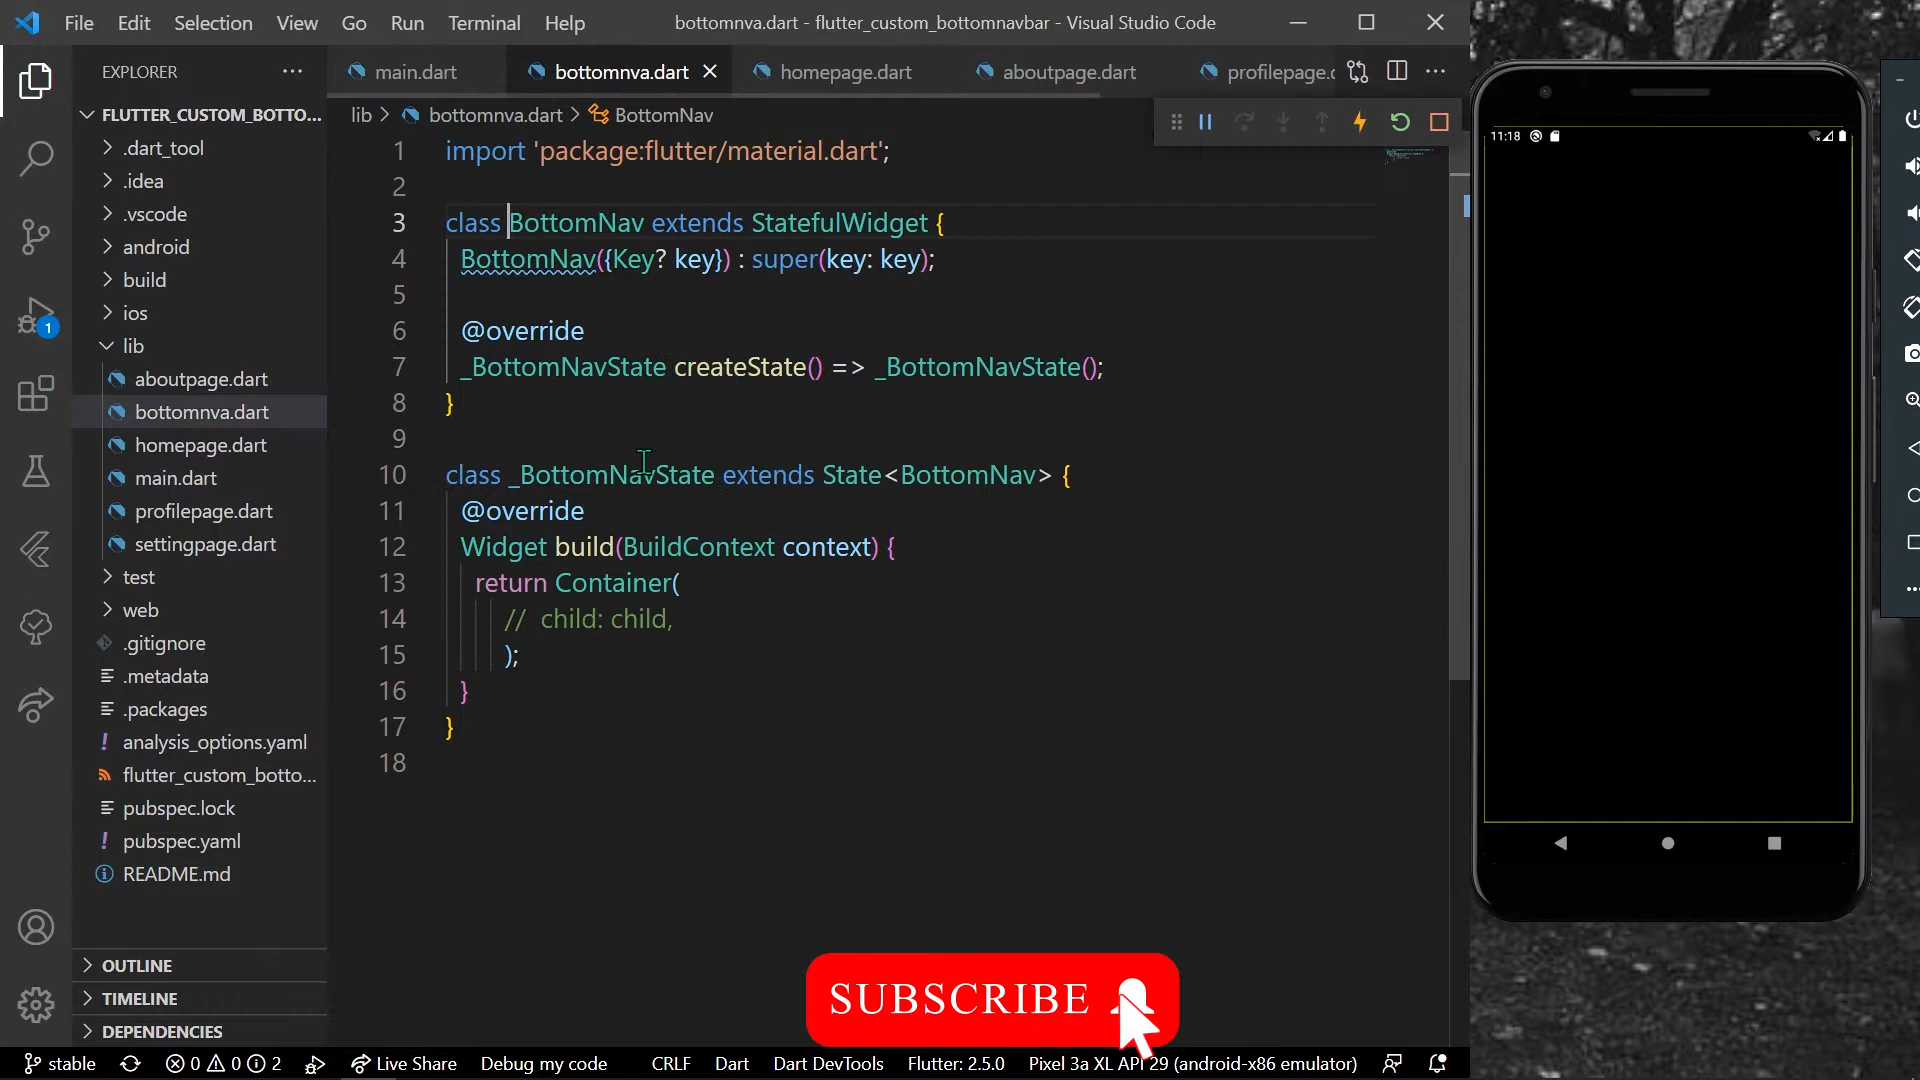 File Edit Selection View Go Run Terminal Help
bottomnva.dart - flutter_custom_bottomnavbar - Visual Studio Code
EXPLORER
FLUTTER_CUSTOM_BOTTO...
.dart_tool
.idea
.vscode
android
build
ios
lib
aboutpage.dart
bottomnva.dart
homepage.dart
main.dart
profilepage.dart
settingpage.dart
test
web
.gitignore
.metadata
.packages
analysis_options.yaml
flutter_custom_botto...
pubspec.lock
pubspec.yaml
README.md
OUTLINE
TIMELINE
DEPENDENCIES
1
main.dart bottomnva.dart homepage.dart aboutpage.dart profilepage.c
lib > bottomnva.dart > BottomNav
1 import 'package:flutter/material.dart';
2
3 class BottomNav extends StatefulWidget {
4 BottomNav({Key? key}) : super(key: key);
5
6 @override
7 _BottomNavState createState() => _BottomNavState();
8 }
9
10 class _BottomNavState extends State<BottomNav> {
11 @override
12 Widget build(BuildContext context) {
13 return Container(
14 // child: child,
15 );
16 }
17 }
18
11:18
SUBSCRIBE
stable 0 0 2 Live Share Debug my code CRLF Dart Dart DevTools Flutter: 2.5.0 Pixel 3a XL API 29 (android-x86 emulator)